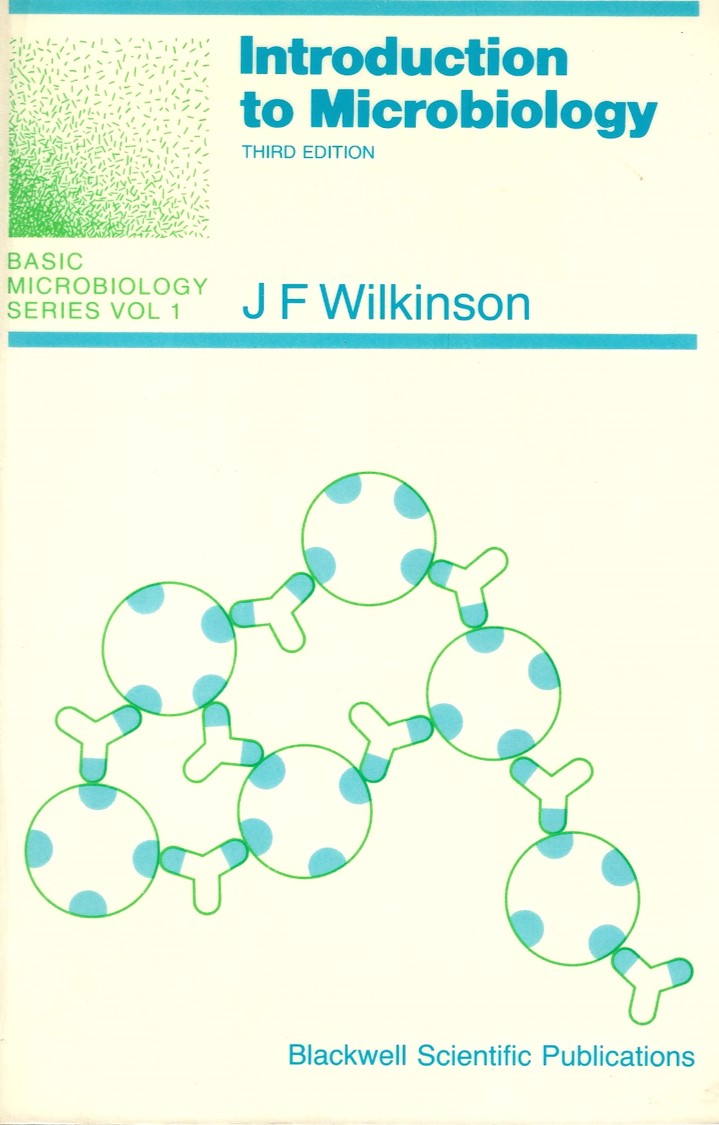 Introduction
to Microbiology
THIRD EDITION
BASIC
MICROBIOLOGY
SERIES VOL 1
J F Wilkinson
Blackwell Scientific Publications